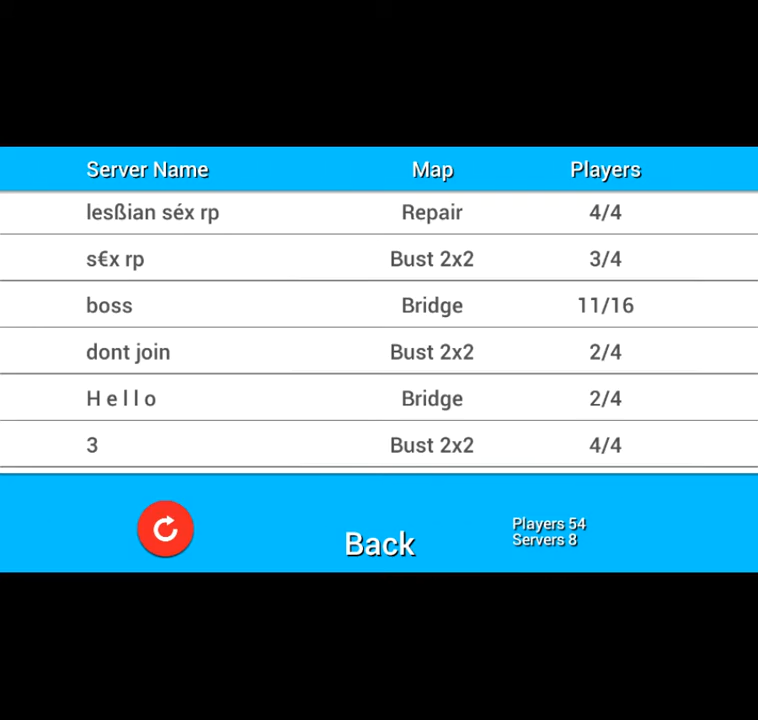 Server Name Map Players
lesßian séx rp Repair 4/4
s€x rp Bust 2x2 3/4
boss Bridge 11/16
dont join Bust 2x2 2/4
H e l l o Bridge 2/4
3 Bust 2x2 4/4
Back
Players 54
Servers 8